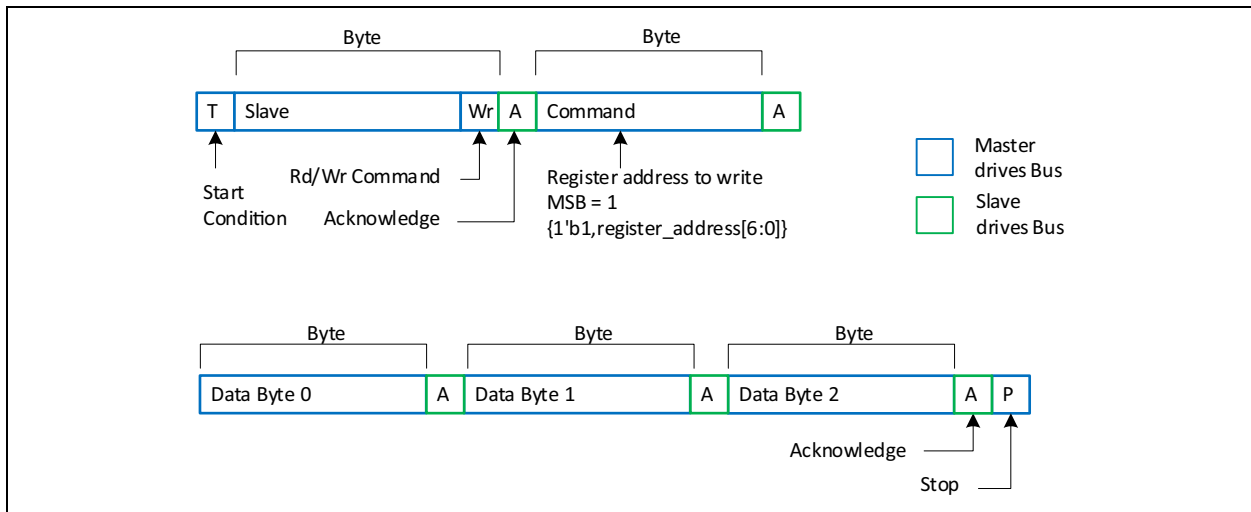 Byte
Byte
T
Slave
Wr
A
Command
A
Master
drives Bus
Slave
drives Bus
Rd/Wr Command
Register address to write
MSB = 1
{1'b1,register_address[6:0]}
Start
Condition
Acknowledge
Byte
Byte
Byte
Data Byte 0
A
Data Byte 1
A
Data Byte 2
A
P
Acknowledge
Stop